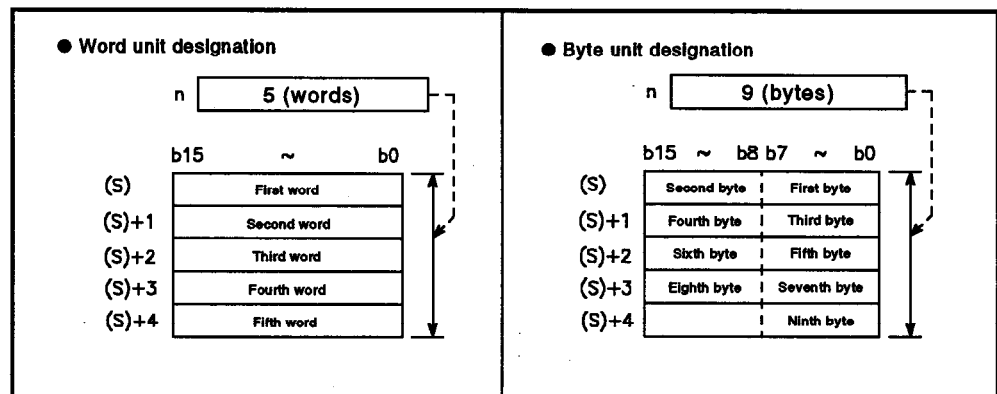 ● Word unit designation
n 5 (words)
b15 ~ b0
(S) First word
(S)+1 Second word
(S)+2 Third word
(S)+3 Fourth word
(S)+4 Fifth word
● Byte unit designation
n 9 (bytes)
b15 ~ b8 b7 ~ b0
(S) Second byte First byte
(S)+1 Fourth byte Third byte
(S)+2 Sixth byte Fifth byte
(S)+3 Eighth byte Seventh byte
(S)+4 Ninth byte